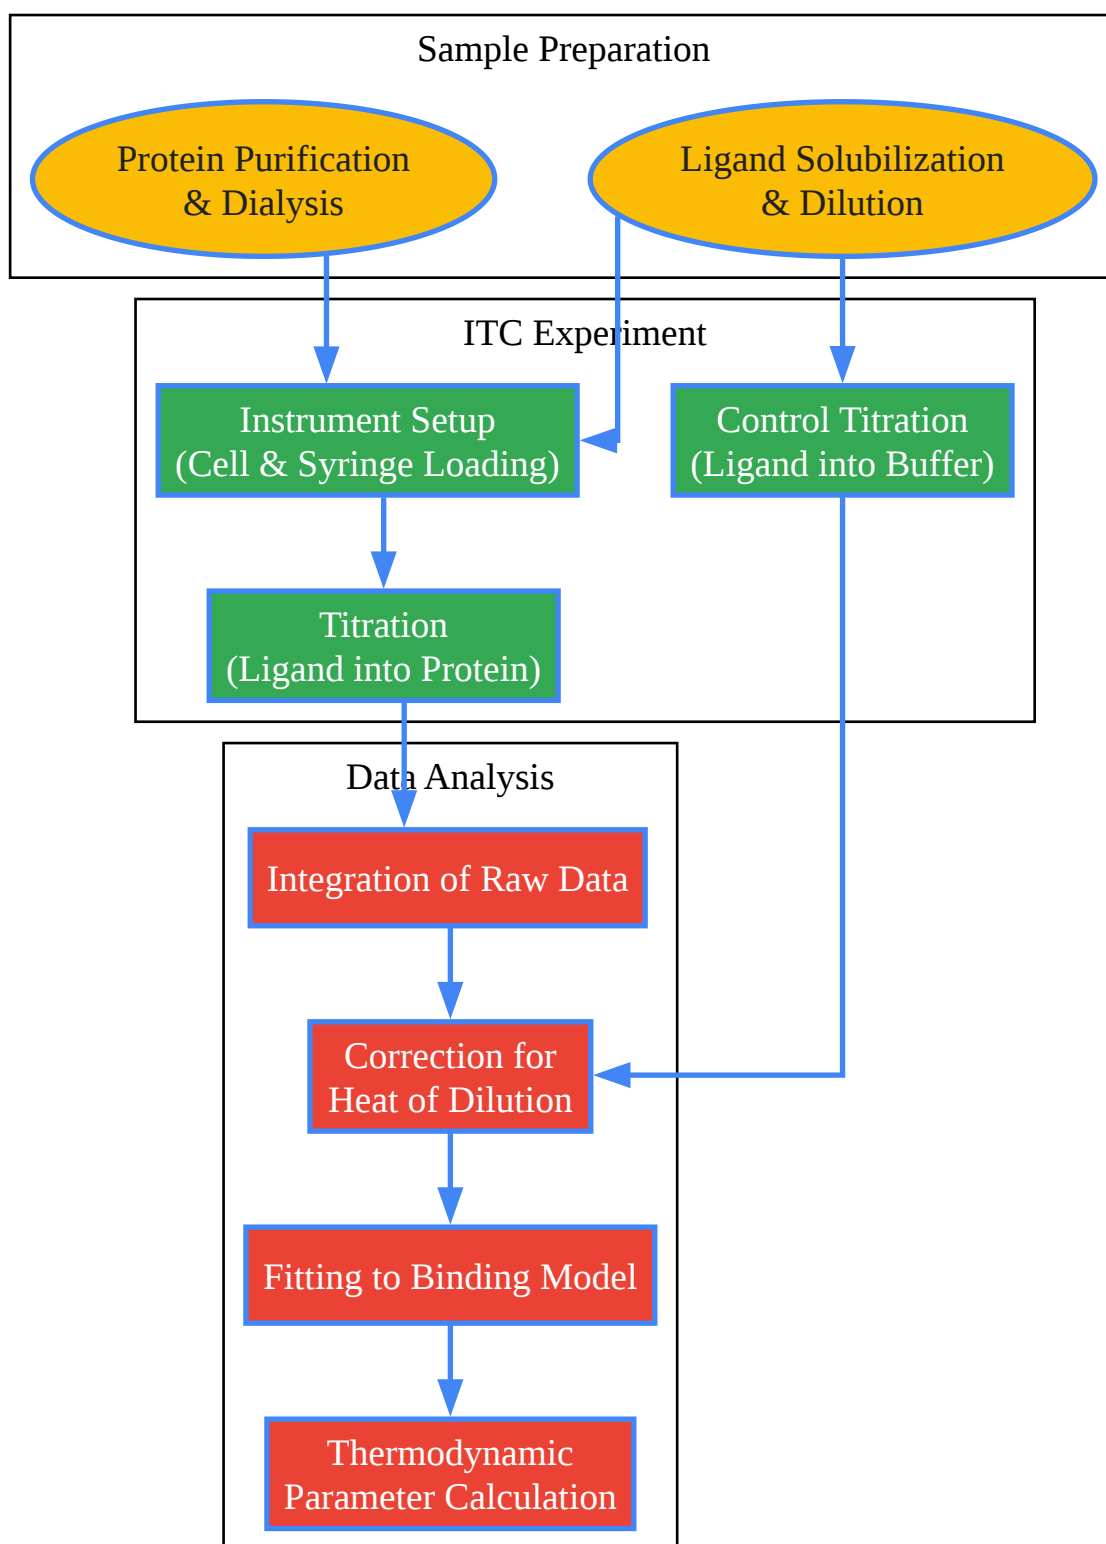 Sample Preparation
Protein Purification
& Dialysis
Ligand Solubilization
& Dilution
ITC Experiment
Instrument Setup
(Cell & Syringe Loading)
Control Titration
(Ligand into Buffer)
Titration
(Ligand into Protein)
Data Analysis
Integration of Raw Data
Correction for
Heat of Dilution
Fitting to Binding Model
Thermodynamic
Parameter Calculation